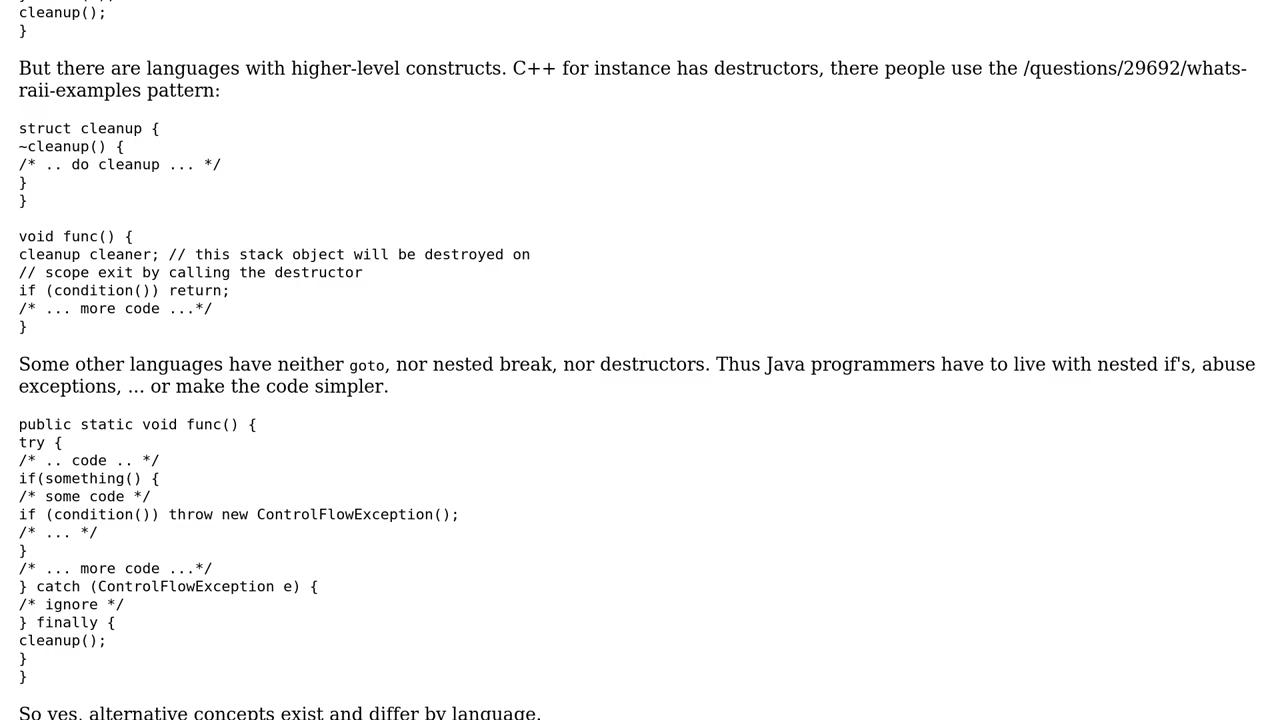 cleanup();
}
But there are languages with higher-level constructs. C++ for instance has destructors, there people use the /questions/29692/whats-
raii-examples pattern:
struct cleanup {
~cleanup() {
/* .. do cleanup ... */
}
}
void func() {
cleanup cleaner; // this stack object will be destroyed on
// scope exit by calling the destructor
if (condition()) return;
/* ... more code ...*/
}
Some other languages have neither goto, nor nested break, nor destructors. Thus Java programmers have to live with nested if's, abuse
exceptions, ... or make the code simpler.
public static void func() {
try {
/* .. code .. */
if(something() {
/* some code */
if (condition()) throw new ControlFlowException();
/* ... */
}
/* ... more code ...*/
} catch (ControlFlowException e) {
/* ignore */
} finally {
cleanup();
}
}
So yes, alternative concepts exist and differ by language.